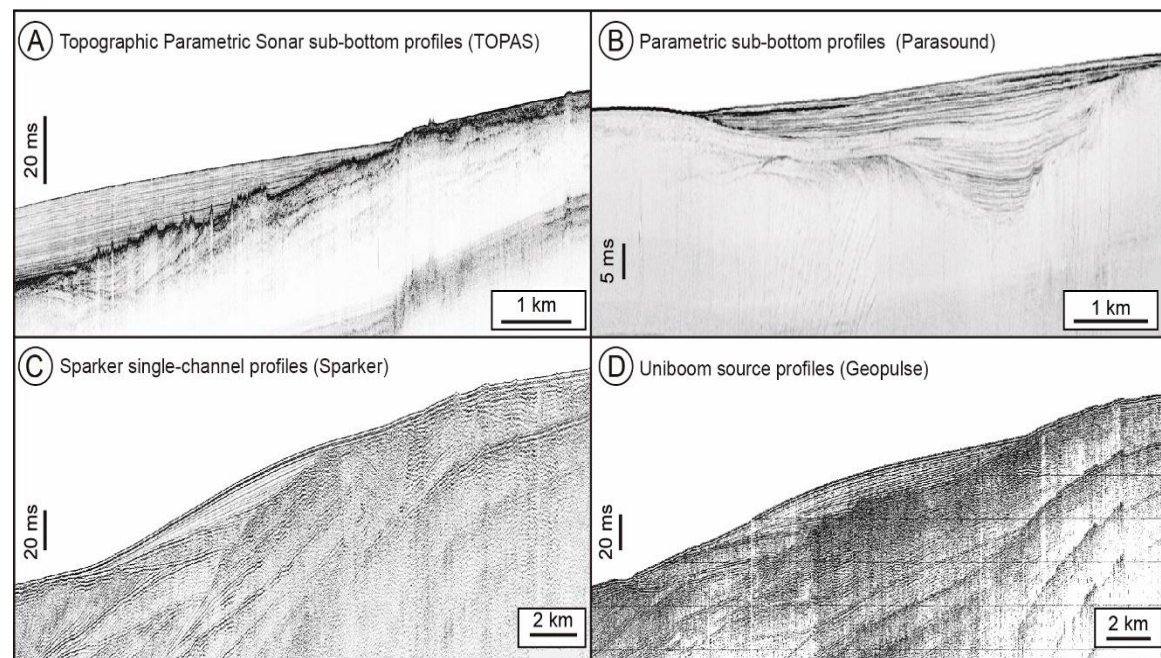 A Topographic Parametric Sonar sub-bottom profiles (TOPAS)
20 ms
1 km
B Parametric sub-bottom profiles (Parasound)
5 ms
1 km
C Sparker single-channel profiles (Sparker)
20 ms
2 km
D Uniboom source profiles (Geopulse)
20 ms
2 km